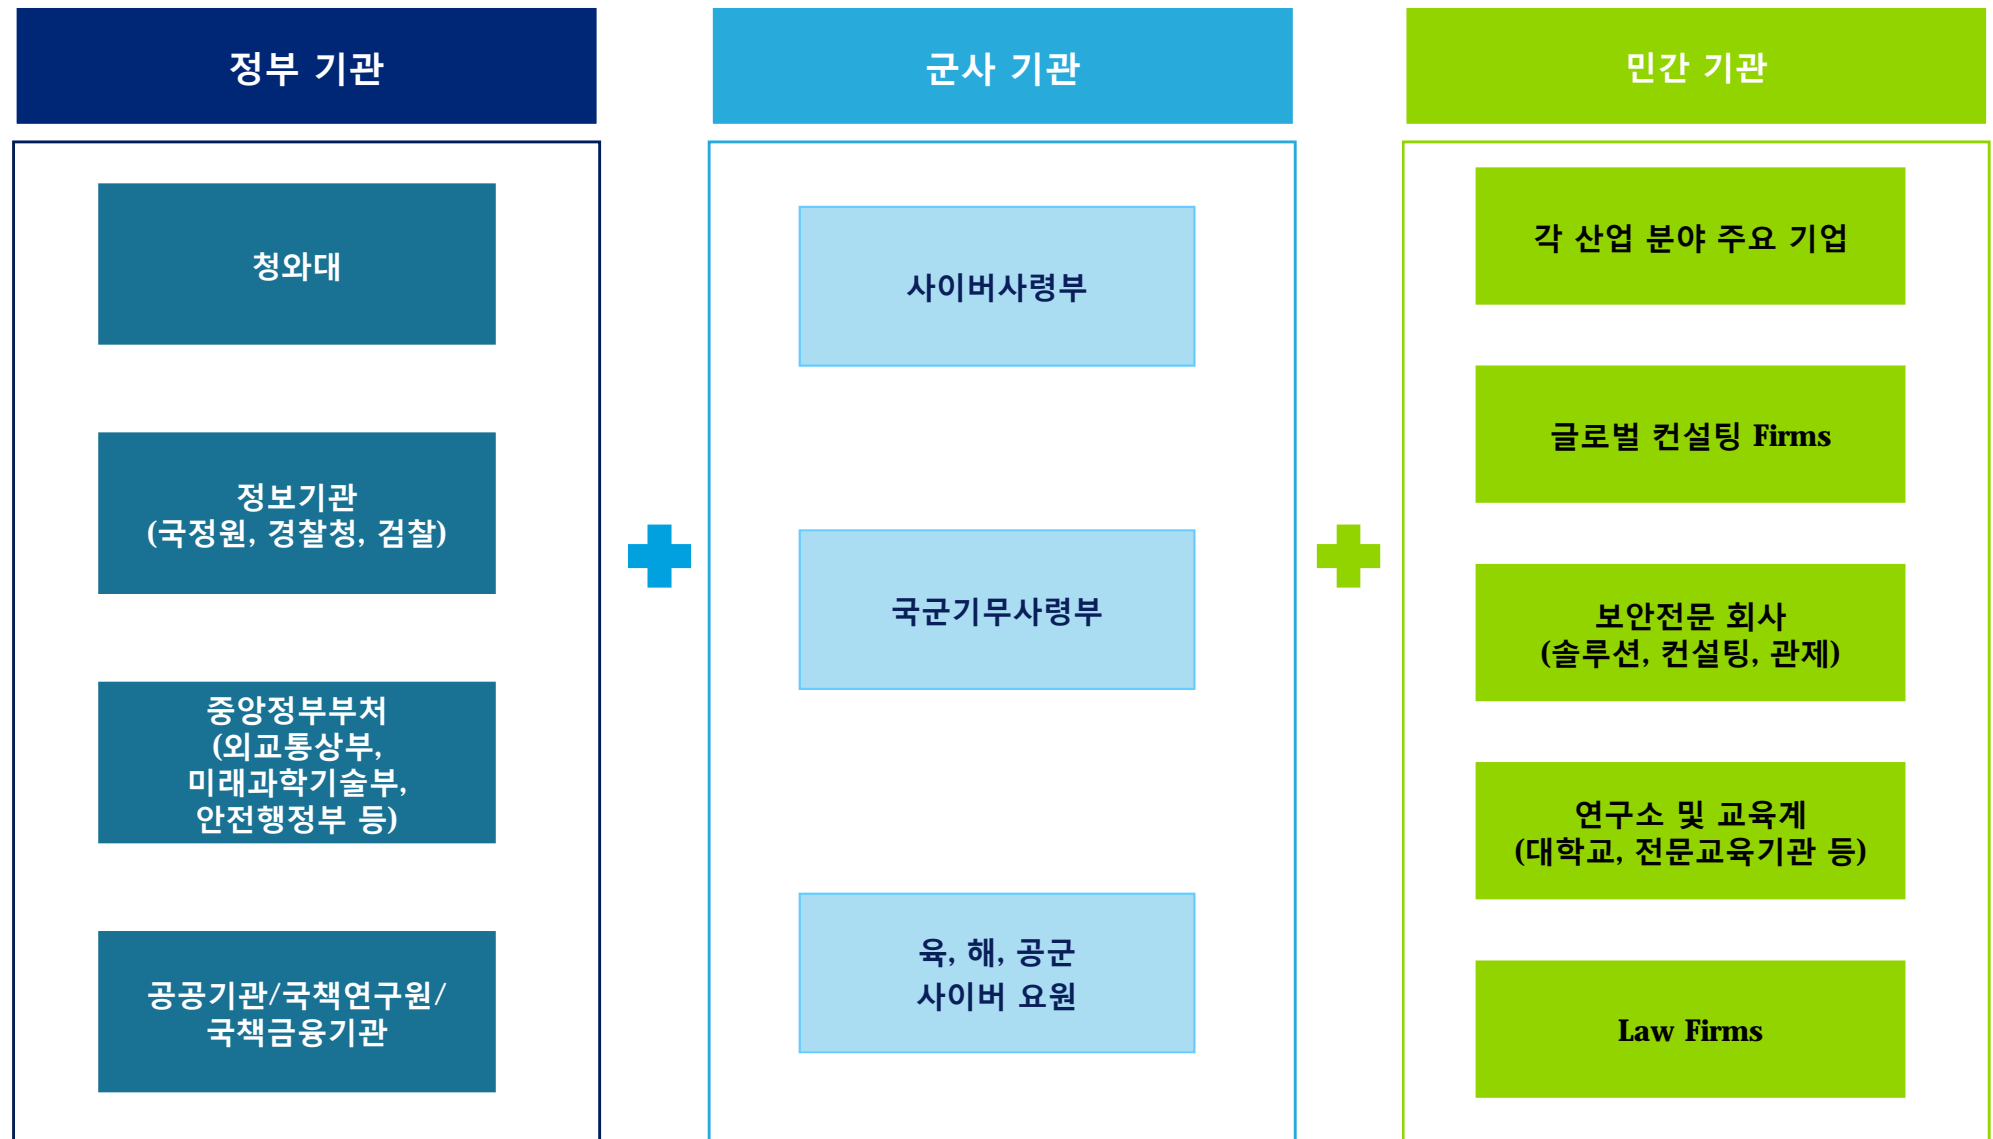 정부 기관
청와대
정보기관
(국정원, 경찰청, 검찰)
중앙정부부처
(외교통상부,
미래과학기술부,
안전행정부 등)
공공기관/국책연구원/
국책금융기관
군사 기관
사이버사령부
국군기무사령부
육, 해, 공군
사이버 요원
민간 기관
각 산업 분야 주요 기업
글로벌 컨설팅 Firms
보안전문 회사
(솔루션, 컨설팅, 관제)
연구소 및 교육계
(대학교, 전문교육기관 등)
Law Firms